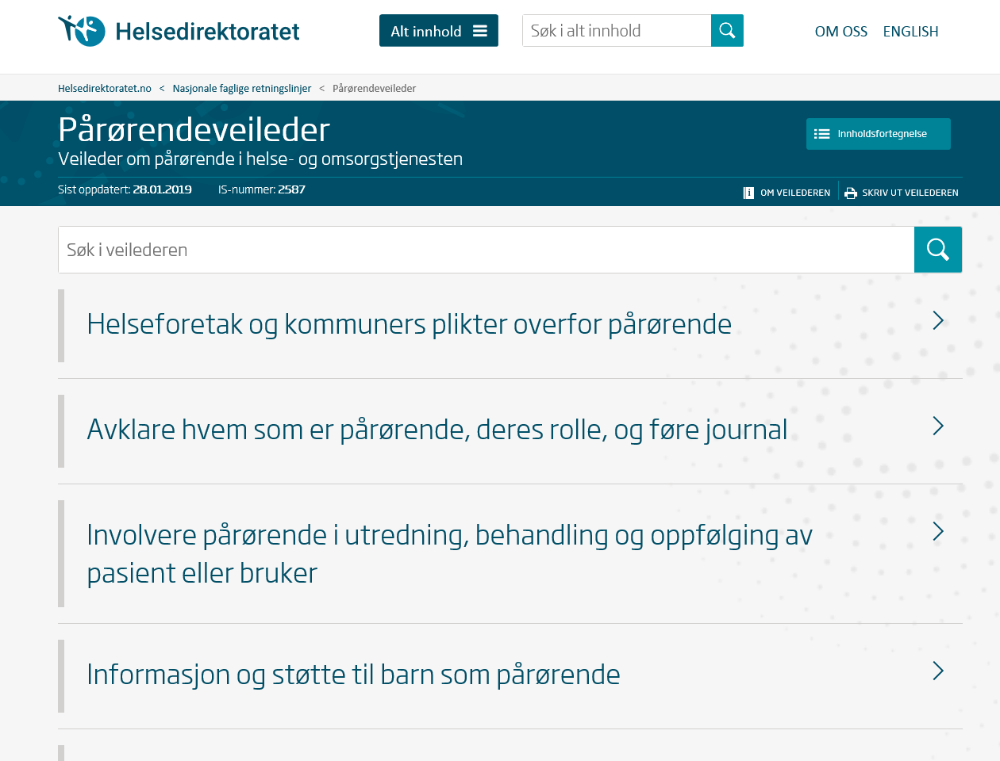 Helsedirektoratet
Alt innhold
Søk i alt innhold
OM OSS ENGLISH
Helsedirektoratet.no < Nasjonale faglige retningslinjer < Pårørendeveileder
Pårørendeveileder
Innholdsfortegnelse
Veileder om pårørende i helse- og omsorgstjenesten
Sist oppdatert: 28.01.2019 IS-nummer: 2587
OM VEILEDEREN SKRIV UT VEILEDEREN
Søk i veilederen
Helseforetak og kommuners plikter overfor pårørende
Avklare hvem som er pårørende, deres rolle, og føre journal
Involvere pårørende i utredning, behandling og oppfølging av
pasient eller bruker
Informasjon og støtte til barn som pårørende